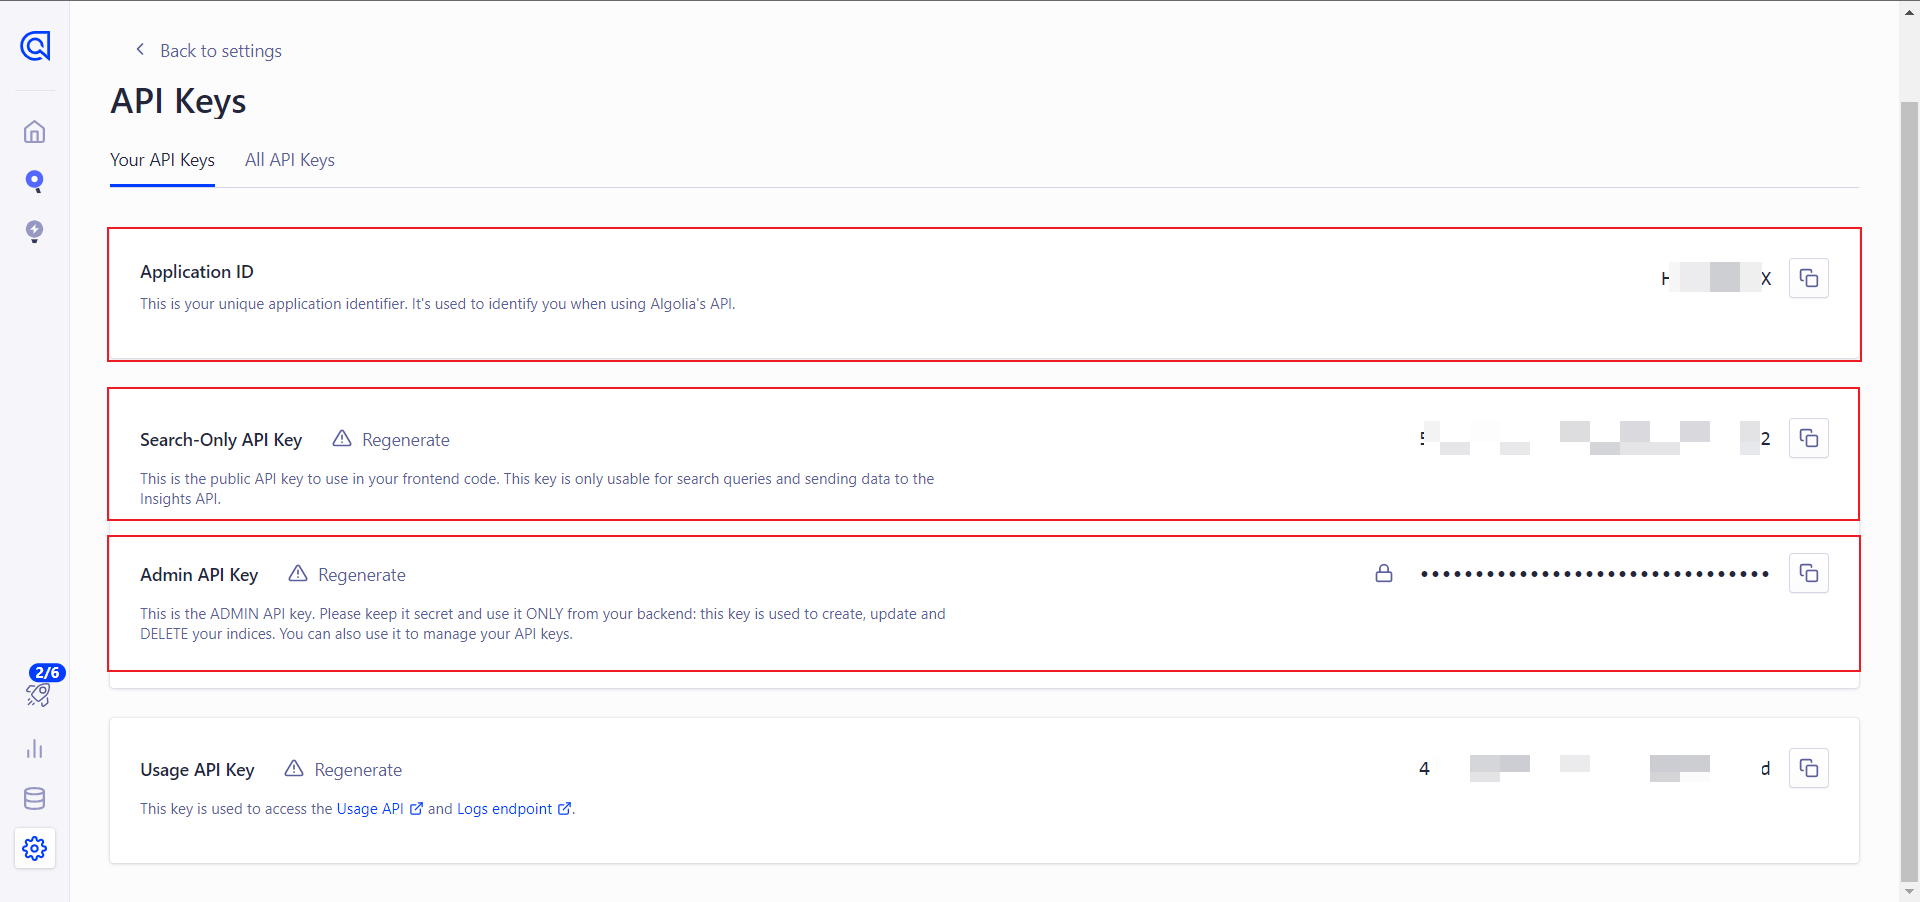 Back to settings
API Keys
Your API Keys All API Keys
Application ID
This is your unique application identifier. It's used to identify you when using Algolia's API.
H X
Search-Only API Key Regenerate
2
This is the public API key to use in your frontend code. This key is only usable for search queries and sending data to the
Insights API.
Admin API Key Regenerate
••••••••••••••••••••••••••••••••
This is the ADMIN API key. Please keep it secret and use it ONLY from your backend: this key is used to create, update and
DELETE your indices. You can also use it to manage your API keys.
2/6
Usage API Key Regenerate
4 d
This key is used to access the Usage API and Logs endpoint .